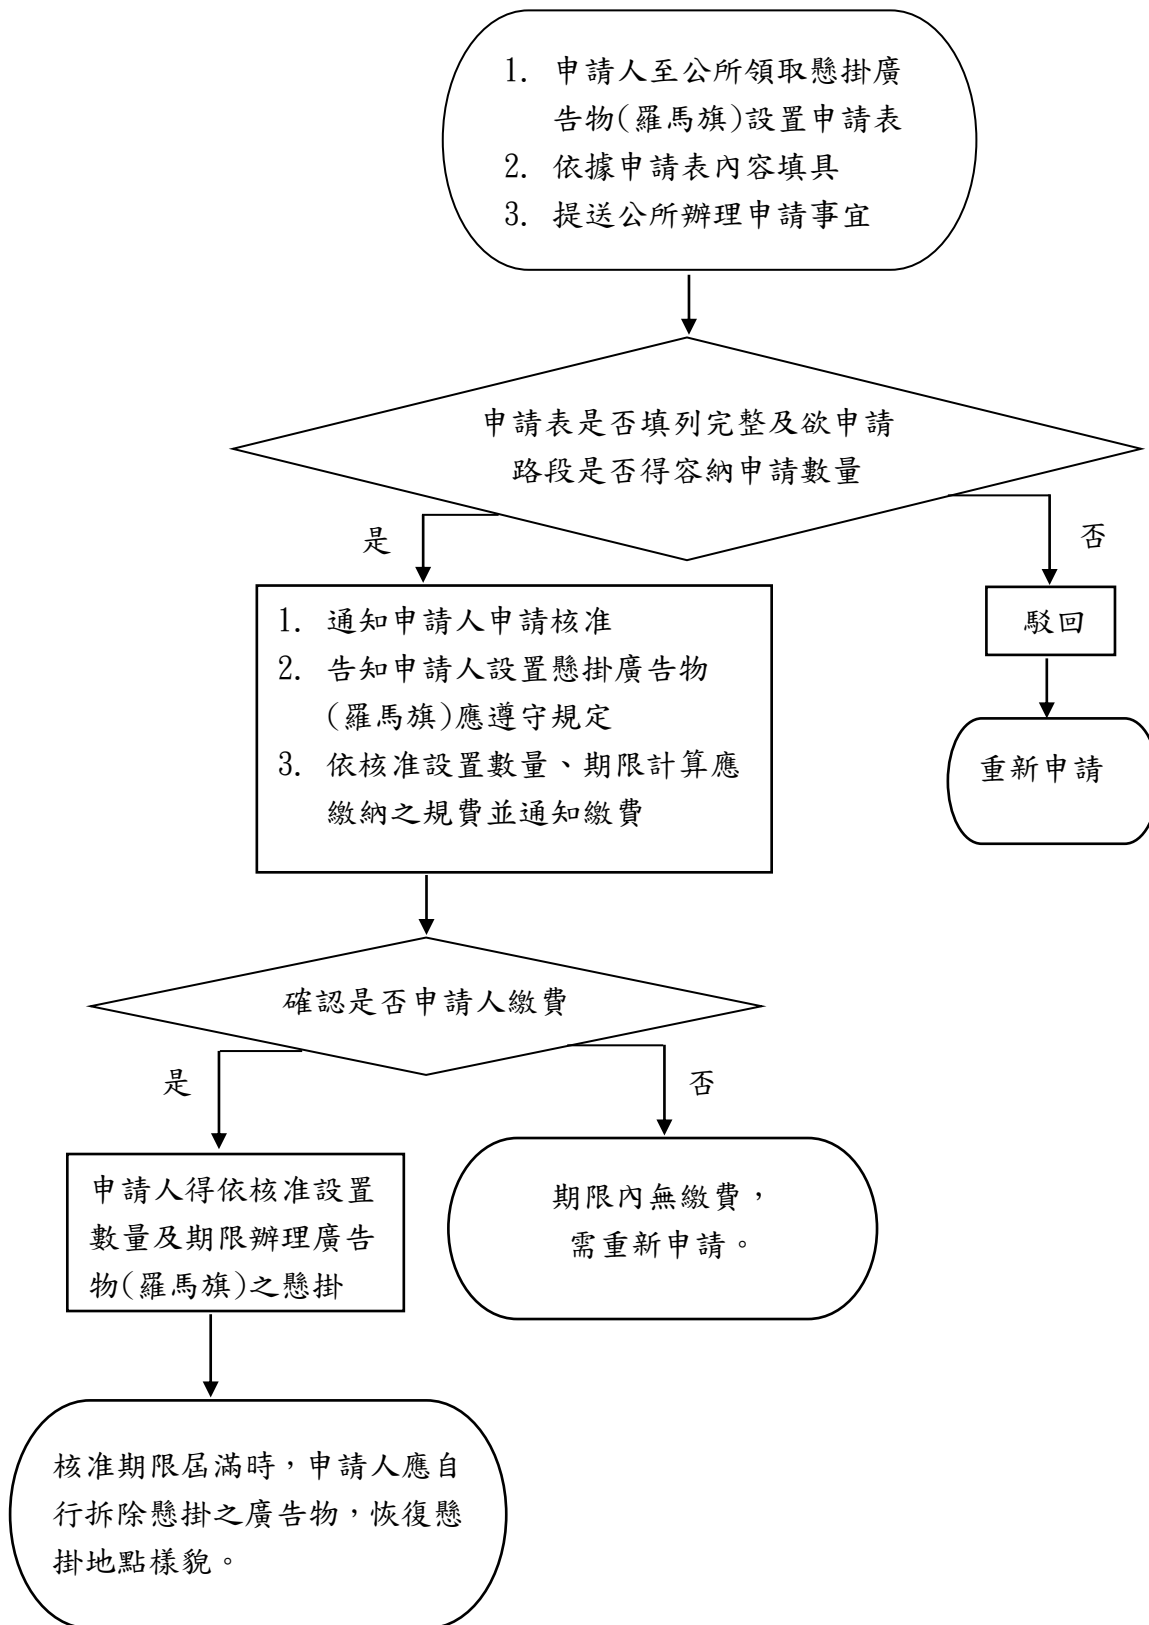 1. 申請人至公所領取懸掛廣
告物(羅馬旗)設置申請表
2. 依據申請表內容填具
3. 提送公所辦理申請事宜
申請表是否填列完整及欲申請
路段是否得容納申請數量
是
否
1. 通知申請人申請核准
2. 告知申請人設置懸掛廣告物
(羅馬旗)應遵守規定
3. 依核准設置數量、期限計算應
繳納之規費並通知繳費
駁回
重新申請
確認是否申請人繳費
是
否
申請人得依核准設置
數量及期限辦理廣告
物(羅馬旗)之懸掛
期限內無繳費，
需重新申請。
核准期限屆滿時，申請人應自
行拆除懸掛之廣告物，恢復懸
掛地點樣貌。